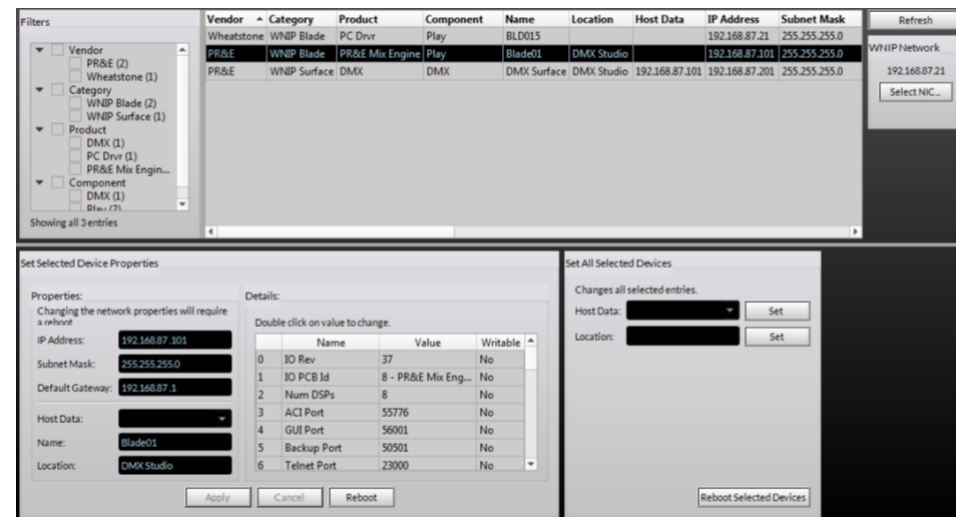 Filters
Vendor
PR&E (2)
Wheatstone (1)
Category
WNIP Blade (2)
WNIP Surface (1)
Product
DMX (1)
PC Drvr (1)
PR&E Mix Engin...
Component
DMX (1)
Play (2)
Showing all 3 entries
Vendor Category Product Component Name Location Host Data IP Address Subnet Mask
Wheatstone WNIP Blade PC Drvr Play BLD015 192.168.87.21 255.255.255.0
PR&E WNIP Blade PR&E Mix Engine Play Blade01 DMX Studio 192.168.87.101 255.255.255.0
PR&E WNIP Surface DMX DMX DMX Surface DMX Studio 192.168.87.101 192.168.87.201 255.255.255.0
Refresh
WNIP Network
192.168.87.21
Select NIC...
Set Selected Device Properties
Properties:
Changing the network properties will require
a reboot
IP Address: 192.168.87.101
Subnet Mask: 255.255.255.0
Default Gateway: 192.168.87.1
Host Data:
Name: Blade01
Location: DMX Studio
Details:
Double click on value to change.
Name Value Writable
0 IO Rev 37 No
1 IO PCB Id 8 - PR&E Mix Eng... No
2 Num DSPs 8 No
3 ACI Port 55776 No
4 GUI Port 56001 No
5 Backup Port 50501 No
6 Telnet Port 23000 No
Apply Cancel Reboot
Set All Selected Devices
Changes all selected entries.
Host Data: Set
Location: Set
Reboot Selected Devices